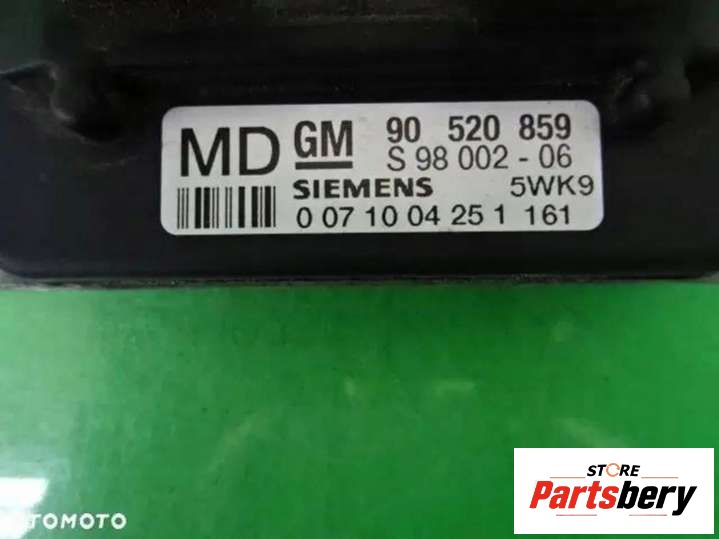 MD GM 90 520 859
S 98 002 - 06
SIEMENS 5WK9
0 07 10 04 25 1 161
OTOMOTO
STORE
Partsbery